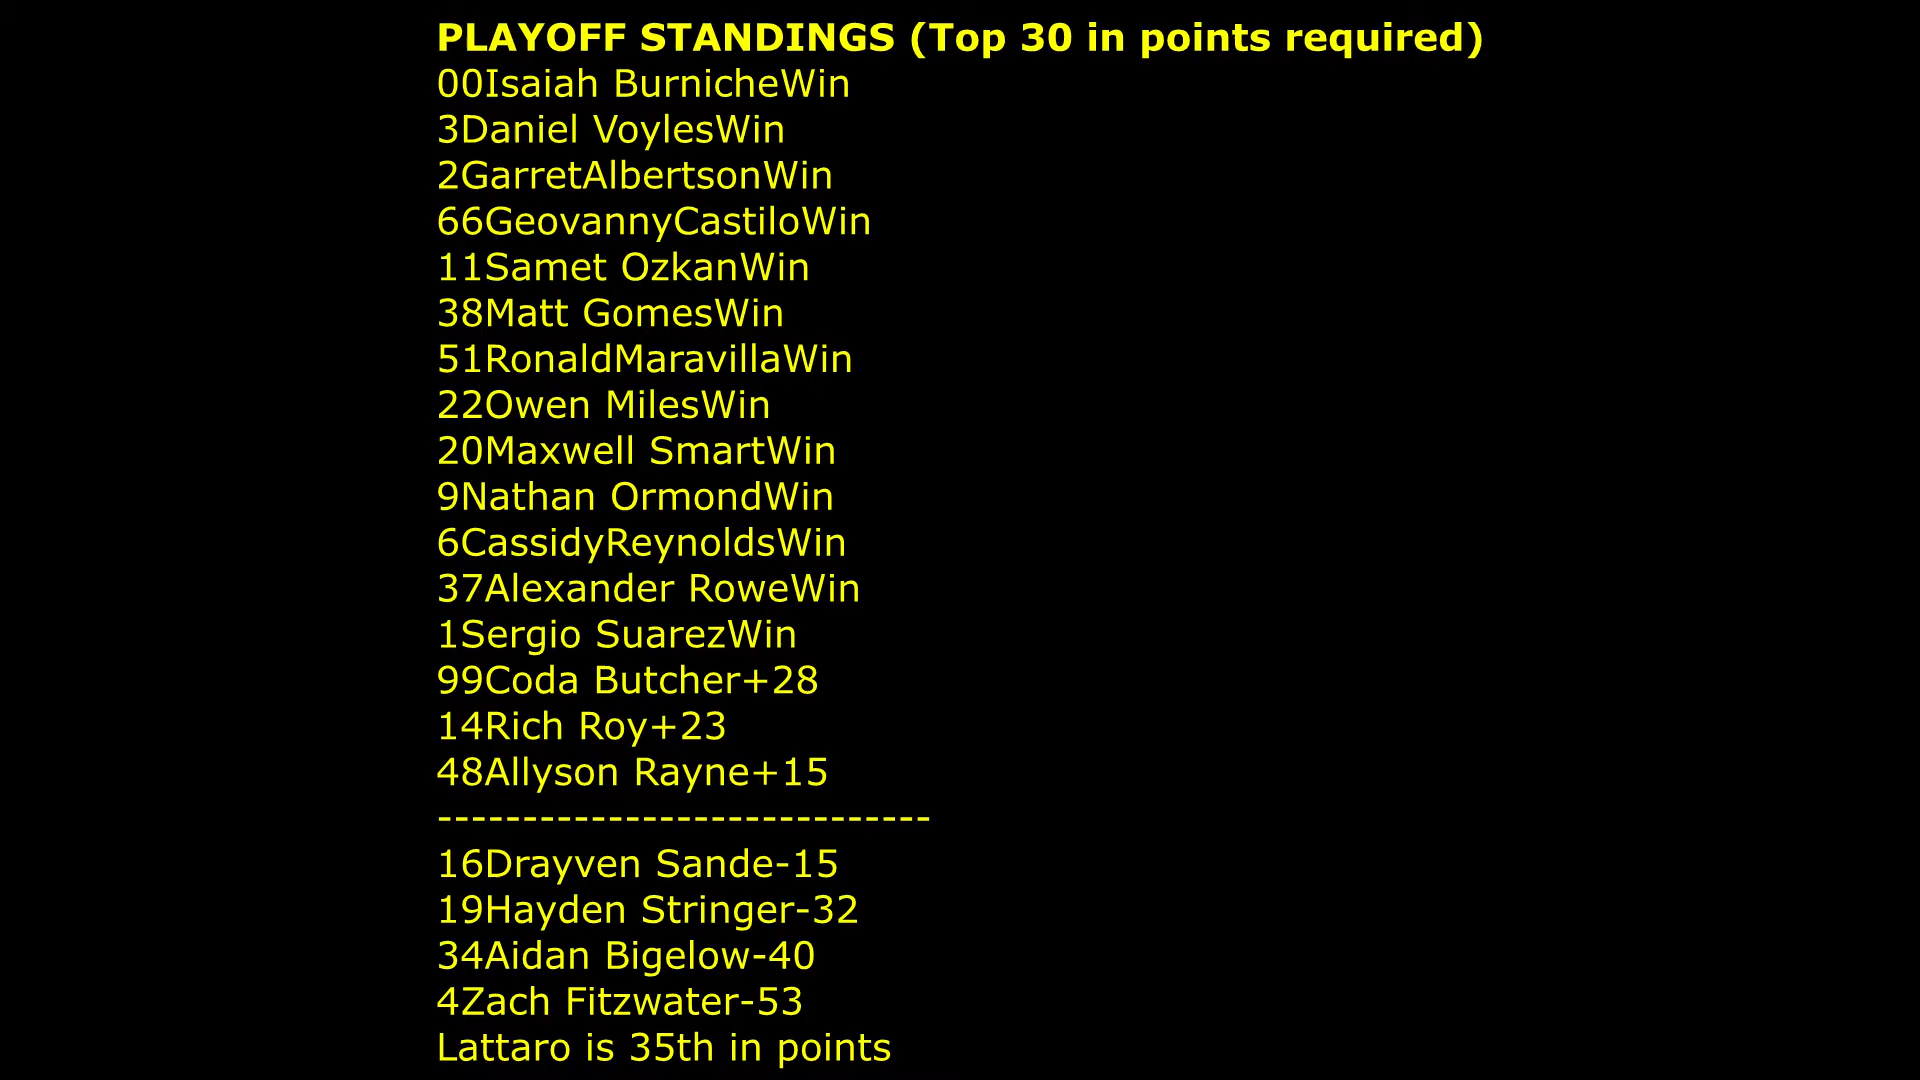 PLAYOFF STANDINGS (Top 30 in points required)
00Isaiah BurnicheWin
3Daniel VoylesWin
2GarretAlbertsonWin
66GeovannyCastiloWin
11Samet OzkanWin
38Matt GomesWin
51RonaldMaravillaWin
22Owen MilesWin
20Maxwell SmartWin
9Nathan OrmondWin
6CassidyReynoldsWin
37Alexander RoweWin
1Sergio SuarezWin
99Coda Butcher+28
14Rich Roy+23
48Allyson Rayne+15
-----------------------------
16Drayven Sande-15
19Hayden Stringer-32
34Aidan Bigelow-40
4Zach Fitzwater-53
Lattaro is 35th in points